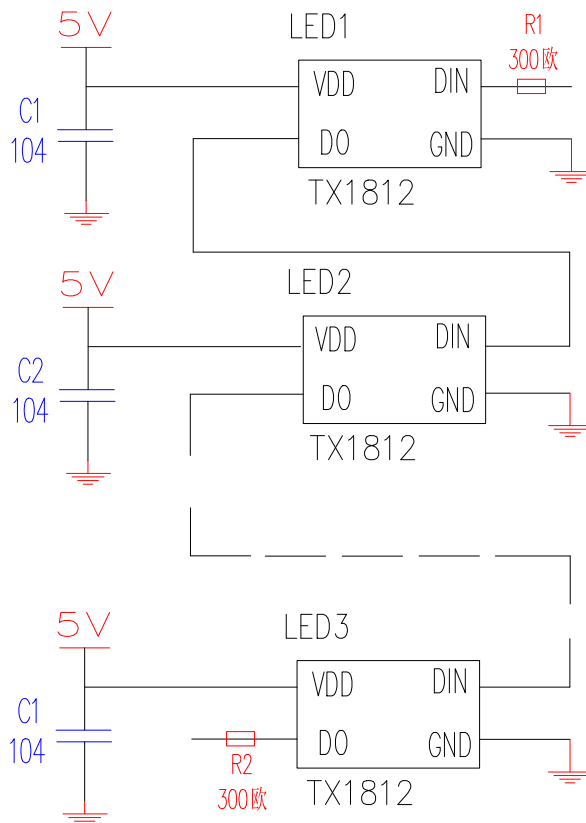 5V
LED1
R1
300欧
C1
104
VDD
DIN
DO
GND
TX1812
5V
LED2
C2
104
VDD
DIN
DO
GND
TX1812
5V
LED3
C1
104
VDD
DIN
DO
GND
R2
300欧
TX1812